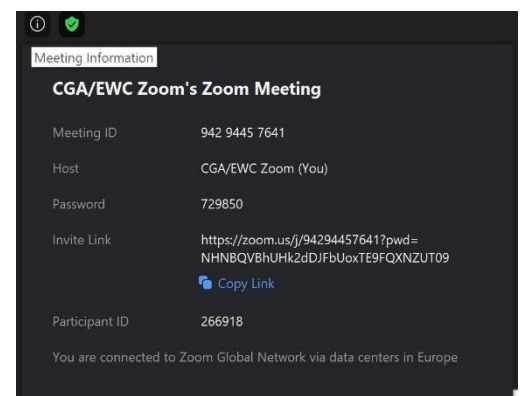 Meeting Information
CGA/EWC Zoom's Zoom Meeting
Meeting ID 942 9445 7641
Host CGA/EWC Zoom (You)
Password 729850
Invite Link https://zoom.us/j/94294457641?pwd=
NHNBQVBhUHk2dDJFbUoxTE9FQXNZUT09
Copy Link
Participant ID 266918
You are connected to Zoom Global Network via data centers in Europe